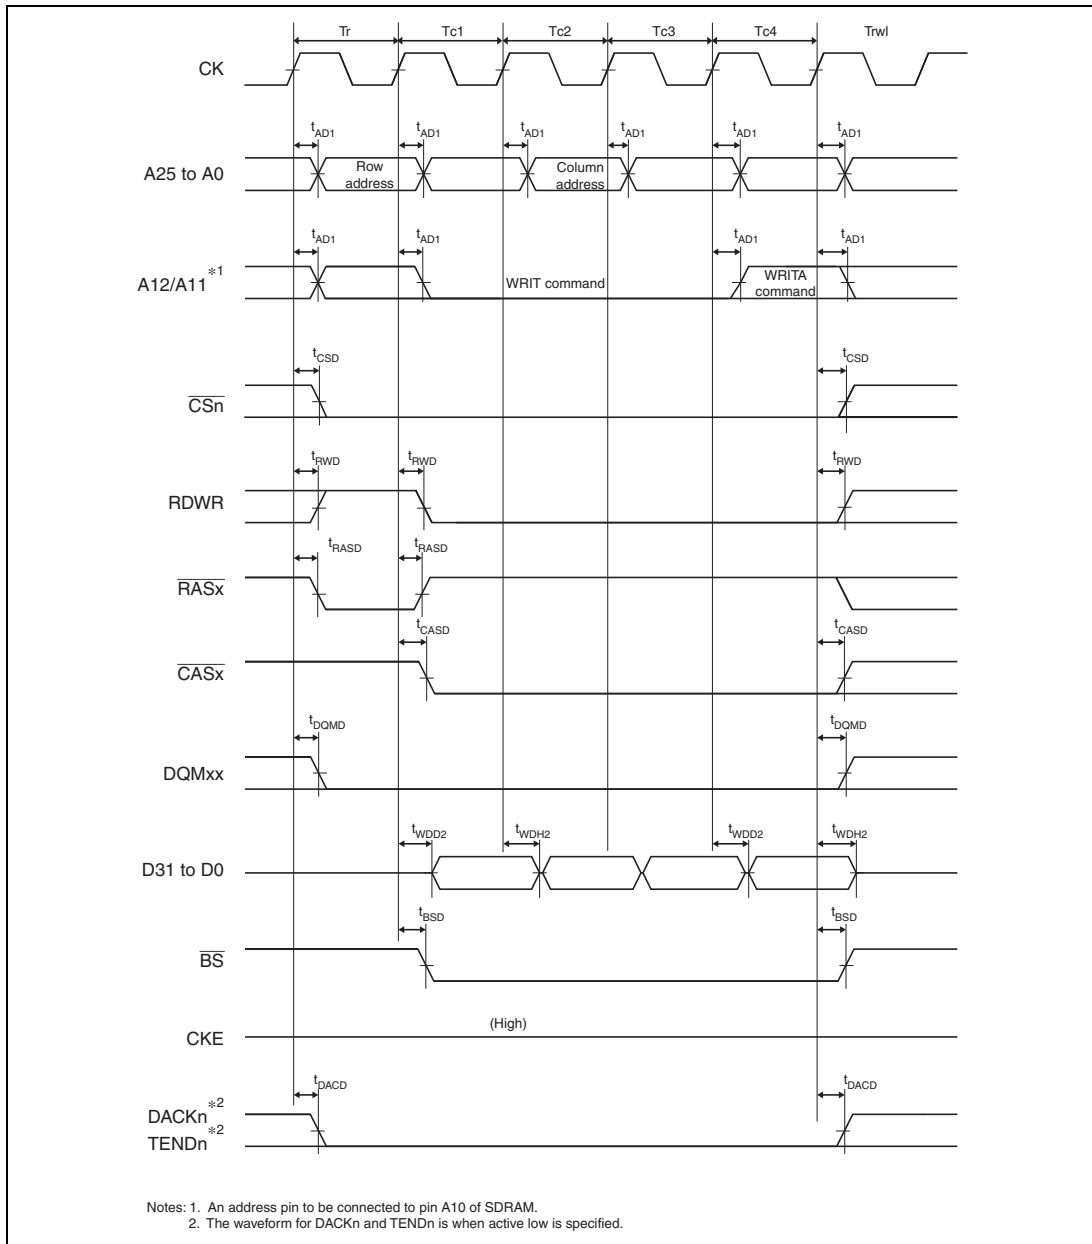 Tr Tc1 Tc2 Tc3 Tc4 Trwl
CK
tAD1 tAD1 tAD1 tAD1 tAD1 tAD1
A25 to A0
Row
address
Column
address
tAD1 tAD1 tAD1 tAD1
A12/A11*1
WRIT command
WRITA
command
tCSD tCSD
CSn
tRWD tRWD tRWD
RDWR
tRASD tRASD
RASx
tCASD tCASD
CASx
tDQMD tDQMD
DQMxx
tWDD2 tWDH2 tWDD2 tWDH2
D31 to D0
tBSD tBSD
BS
(High)
CKE
tDACD tDACD
DACKn*2
TENDn*2
Notes: 1. An address pin to be connected to pin A10 of SDRAM.
2. The waveform for DACKn and TENDn is when active low is specified.